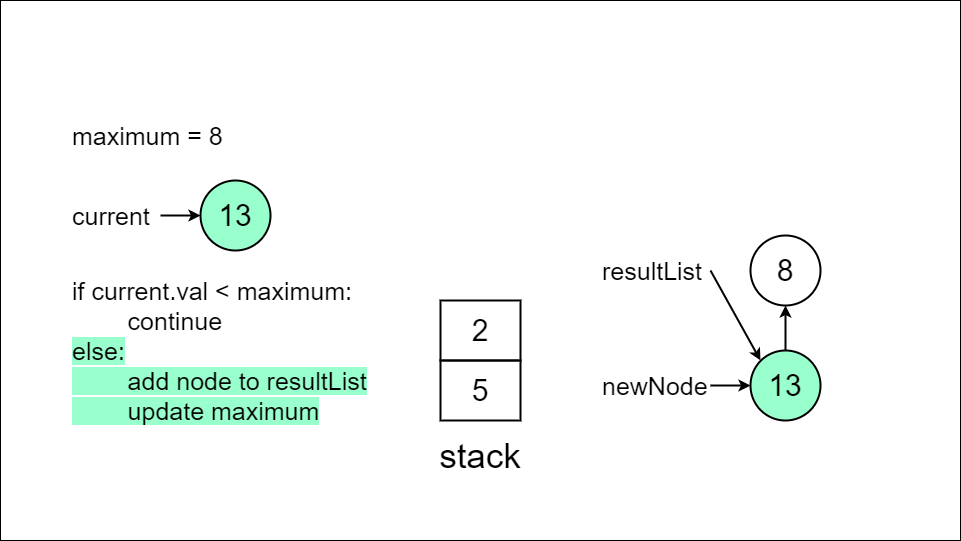 maximum = 8
current
13
if current.val < maximum:
continue
else:
add node to resultList
update maximum
2
5
stack
resultList
8
newNode
13